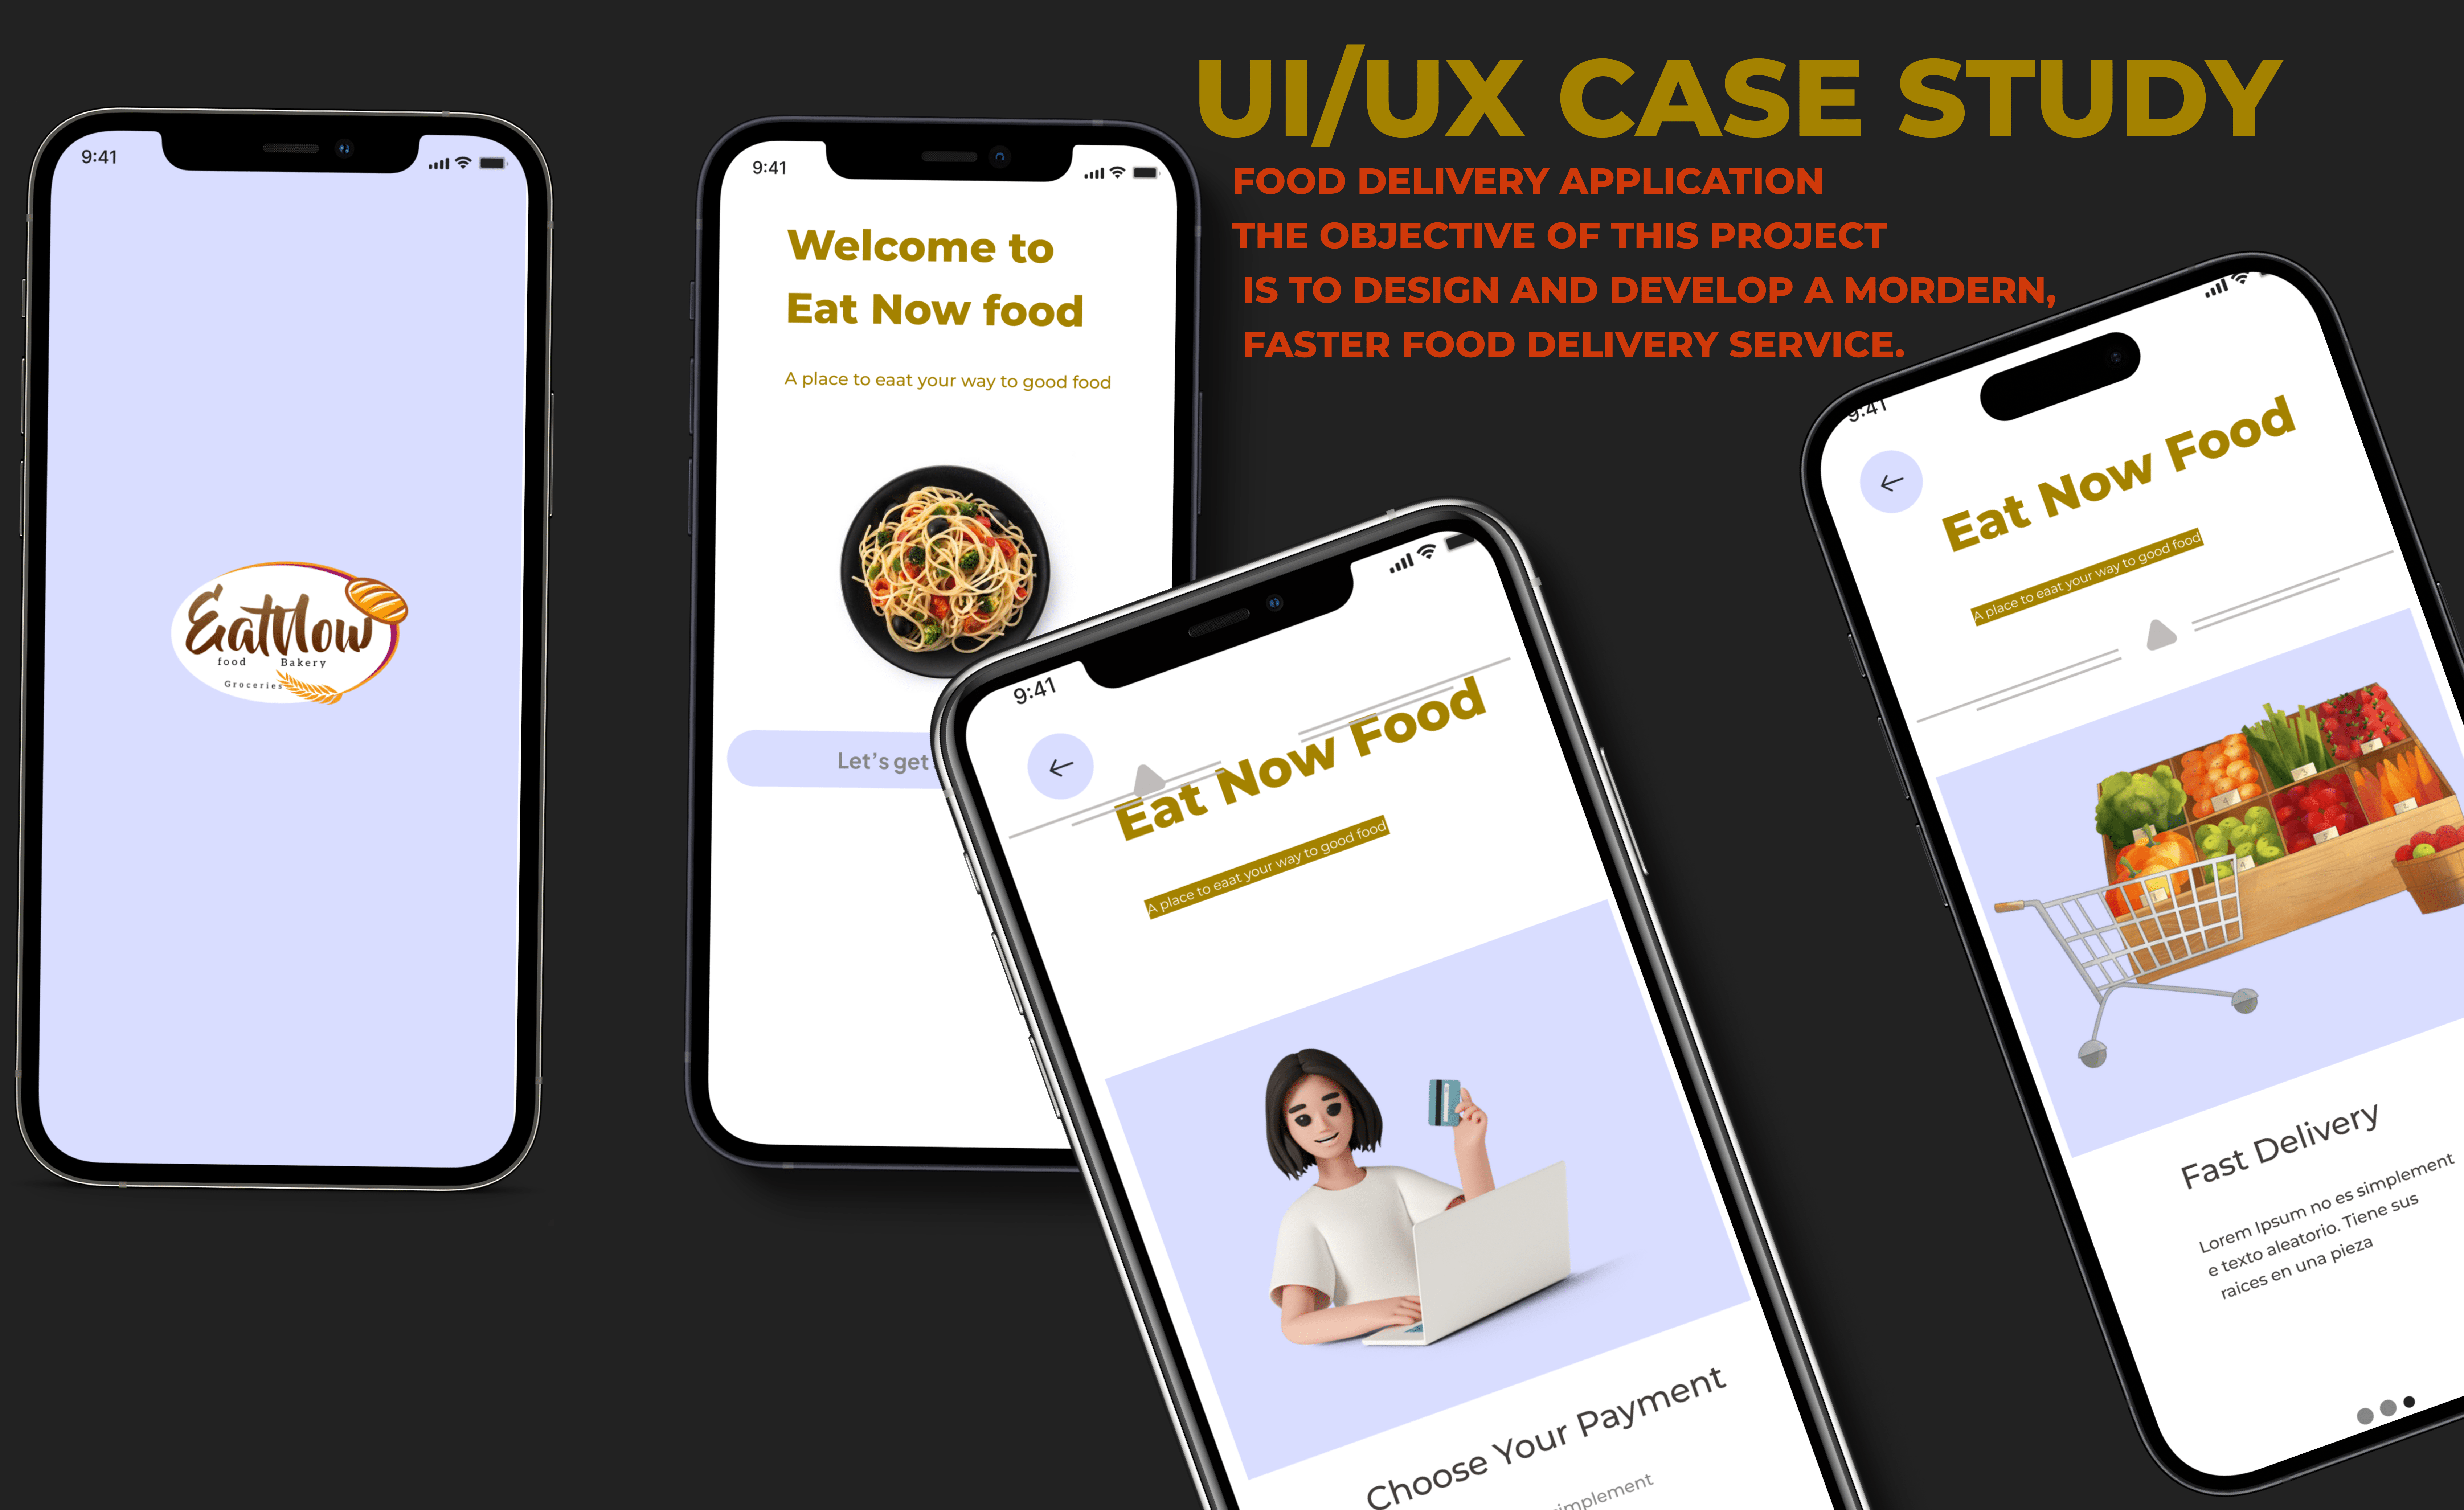 UI/UX CASE STUDY
FOOD DELIVERY APPLICATION
THE OBJECTIVE OF THIS PROJECT
IS TO DESIGN AND DEVELOP A MORDERN,
FASTER FOOD DELIVERY SERVICE.
9:41
EatNow
food Bakery
Groceries
9:41
Welcome to
Eat Now food
A place to eaat your way to good food
Let's get
9:41
Eat Now Food
A place to eaat your way to good food
Choose Your Payment
implement
9:41
Eat Now Food
A place to eaat your way to good food
Fast Delivery
Lorem Ipsum no es simplement
e texto aleatorio. Tiene sus
raices en una pieza